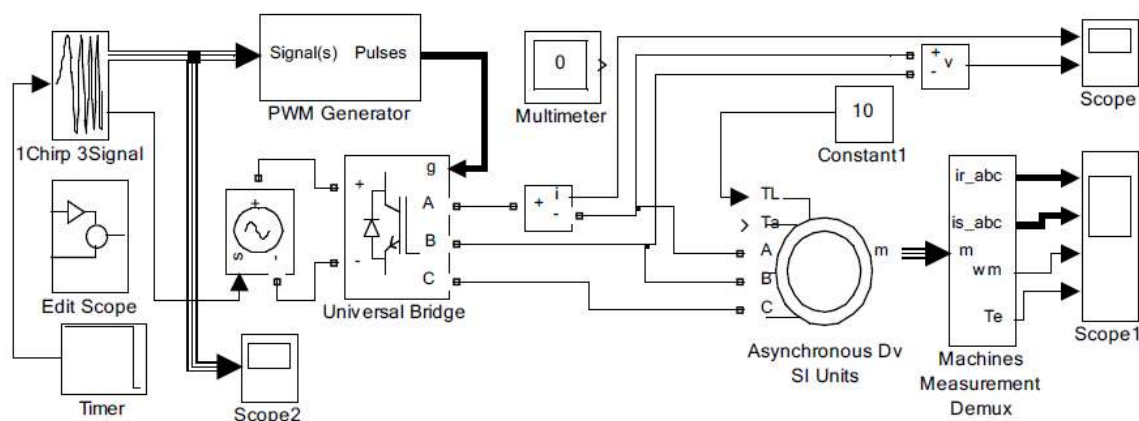 Signal(s) Pulses
PWM Generator
1Chirp 3Signal
0
Multimeter
+
-
v
Scope
10
Constant1
g
+
-
A
B
C
Universal Bridge
+
-
s
+
i
-
Edit Scope
Timer
Scope2
TL
Ta
A
B
C
m
Asynchronous Dv
SI Units
ir_abc
is_abc
m
wm
Te
Machines
Measurement
Demux
Scope1